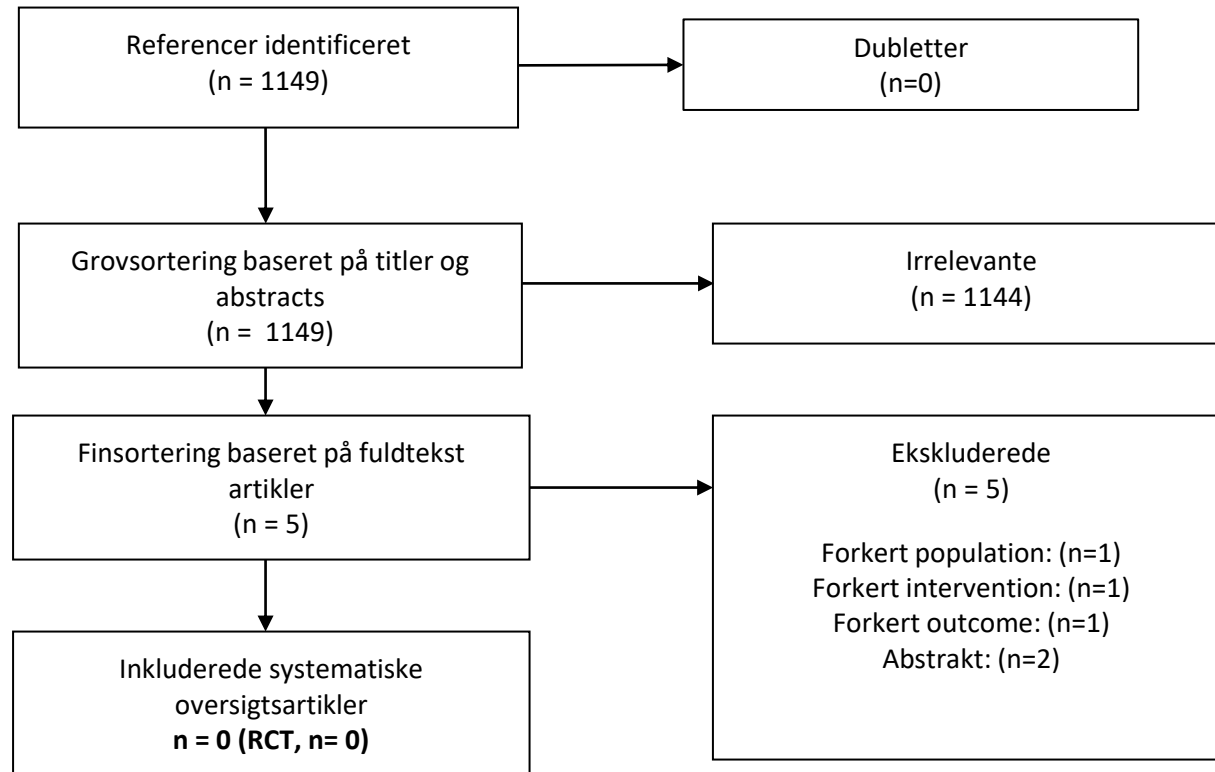 Referencer identificeret
(n = 1149)
Dubletter
(n=0)
Grovsortering baseret på titler og
abstracts
(n =  1149)
Irrelevante
(n = 1144)
Finsortering baseret på fuldtekst
artikler
(n = 5)
Ekskluderede
(n = 5)
Forkert population: (n=1)
Forkert intervention: (n=1)
Forkert outcome: (n=1)
Abstrakt: (n=2)
Inkluderede systematiske
oversigtsartikler
n = 0 (RCT, n= 0)